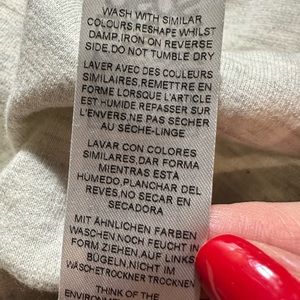 WASH WITH SIMILAR
COLOURS,RESHAPE WHILST
DAMP,IRON ON REVERSE
SIDE,DO NOT TUMBLE DRY
LAVER AVEC DES COULEURS
SIMILAIRES,REMETTRE EN
FORME LORSQUE L'ARTICLE
EST HUMIDE REPASSER SUR
L'ENVERS,NE PAS SÉCHER
AU SÈCHE-LINGE
LAVAR CON COLORES
SIMILARES,DAR FORMA
MIENTRAS ESTA
HUMEDO,PLANCHAR DEL
REVES,NO SECAR EN
SECADORA
MIT ÄHNLICHEN FARBEN
WASCHEN,NOCH FEUCHT IN
FORM ZIEHEN,AUF LINKS
BÜGELN,NICHT IM
WÄSCHETROCKNER TROCKNEN
THINK OF THE